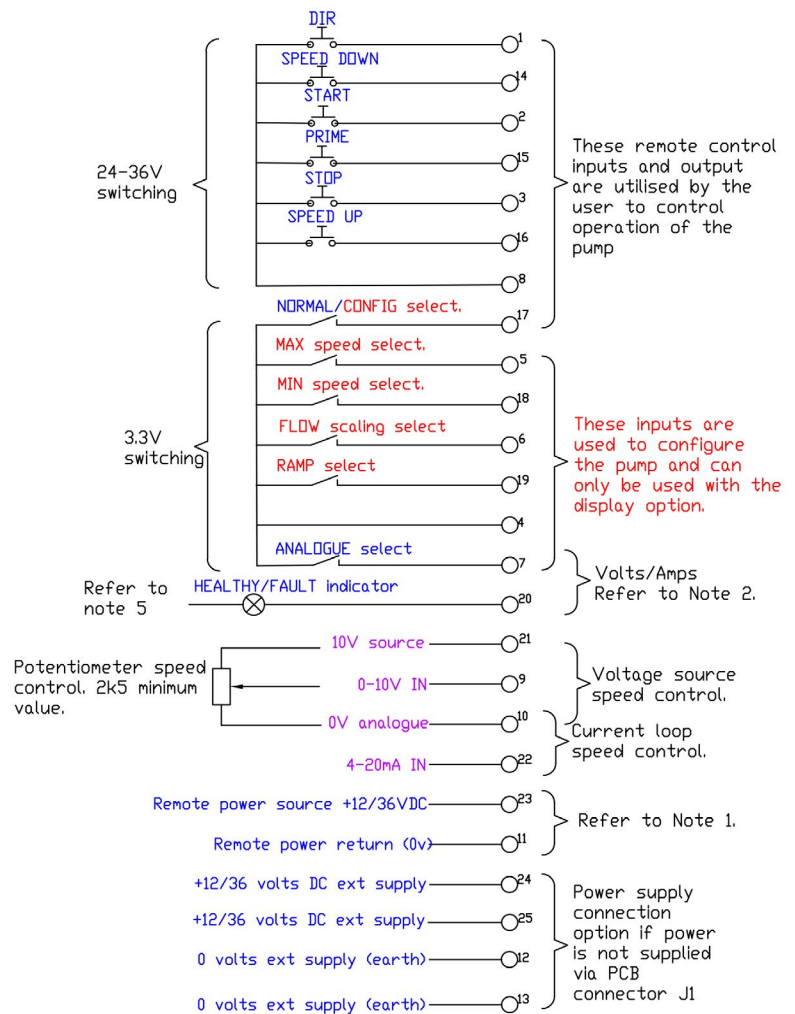 DIR
1
SPEED DOWN
14
START
2
PRIME
15
STOP
3
SPEED UP
16
8
24-36V
switching
These remote control
inputs and output
are utilised by the
user to control
operation of the
pump
NORMAL/CONFIG select.
17
MAX speed select.
5
MIN speed select.
18
FLOW scaling select
6
RAMP select
19
4
ANALOGUE select
7
3.3V
switching
These inputs are
used to configure
the pump and can
only be used with the
display option.
Refer to
note 5
HEALTHY/FAULT indicator
20
Volts/Amps
Refer to Note 2.
Potentiometer speed
control. 2k5 minimum
value.
10V source
21
0-10V IN
9
0V analogue
10
4-20mA IN
22
Voltage source
speed control.
Current loop
speed control.
Remote power source +12/36VDC
23
Remote power return (0v)
11
Refer to Note 1.
+12/36 volts DC ext supply
24
+12/36 volts DC ext supply
25
0 volts ext supply (earth)
12
0 volts ext supply (earth)
13
Power supply
connection
option if power
is not supplied
via PCB
connector J1